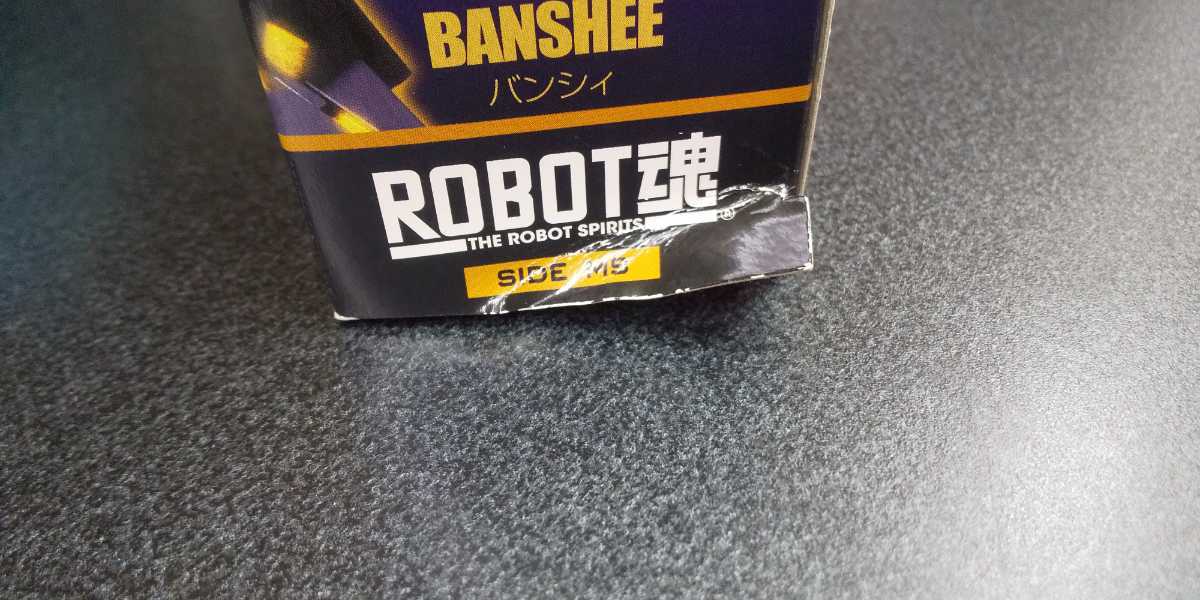 BANSHEE
バンシィ
ROBOT魂
THE ROBOT SPIRITS
®
SIDE MS